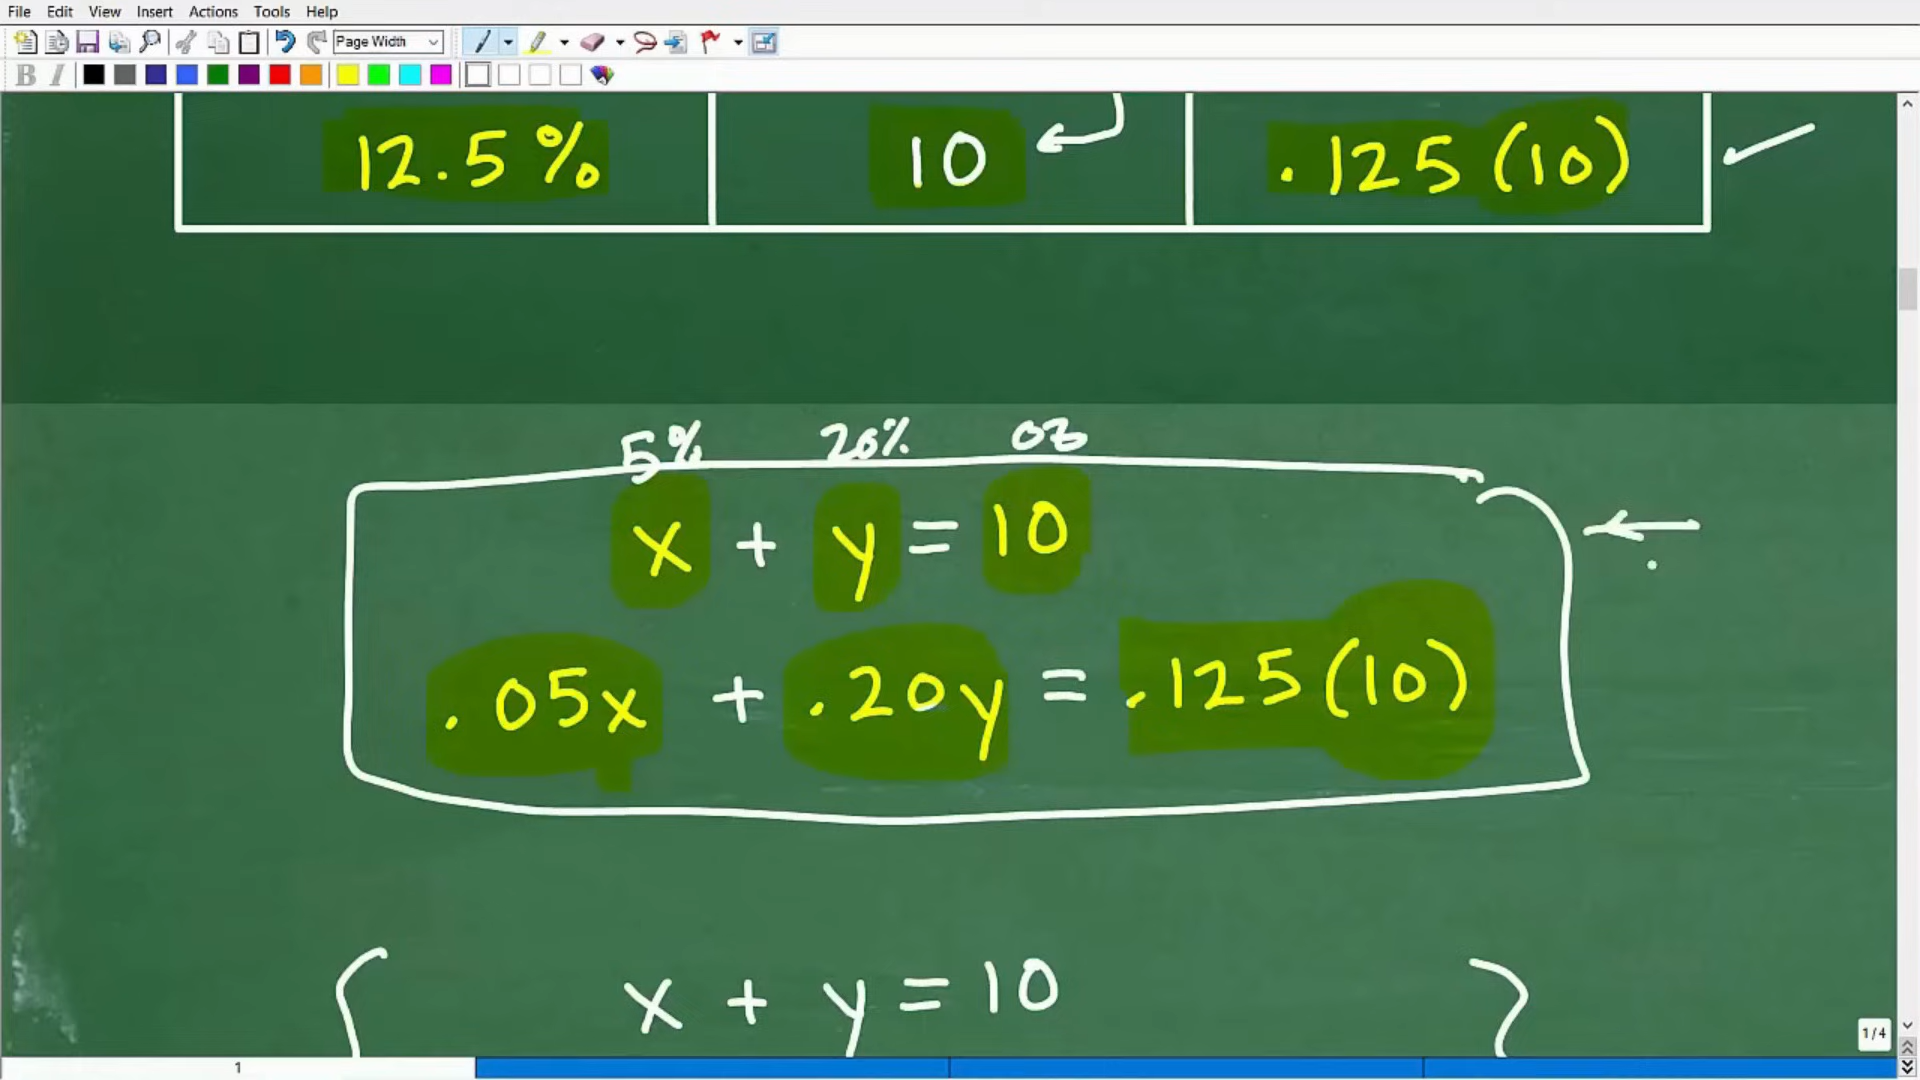 File Edit View Insert Actions Tools Help
Page Width
B I
12.5% 10 .125(10)
5% 20% oz
x + y = 10
.05x + .20y = .125(10)
x + y = 10
1/4
1